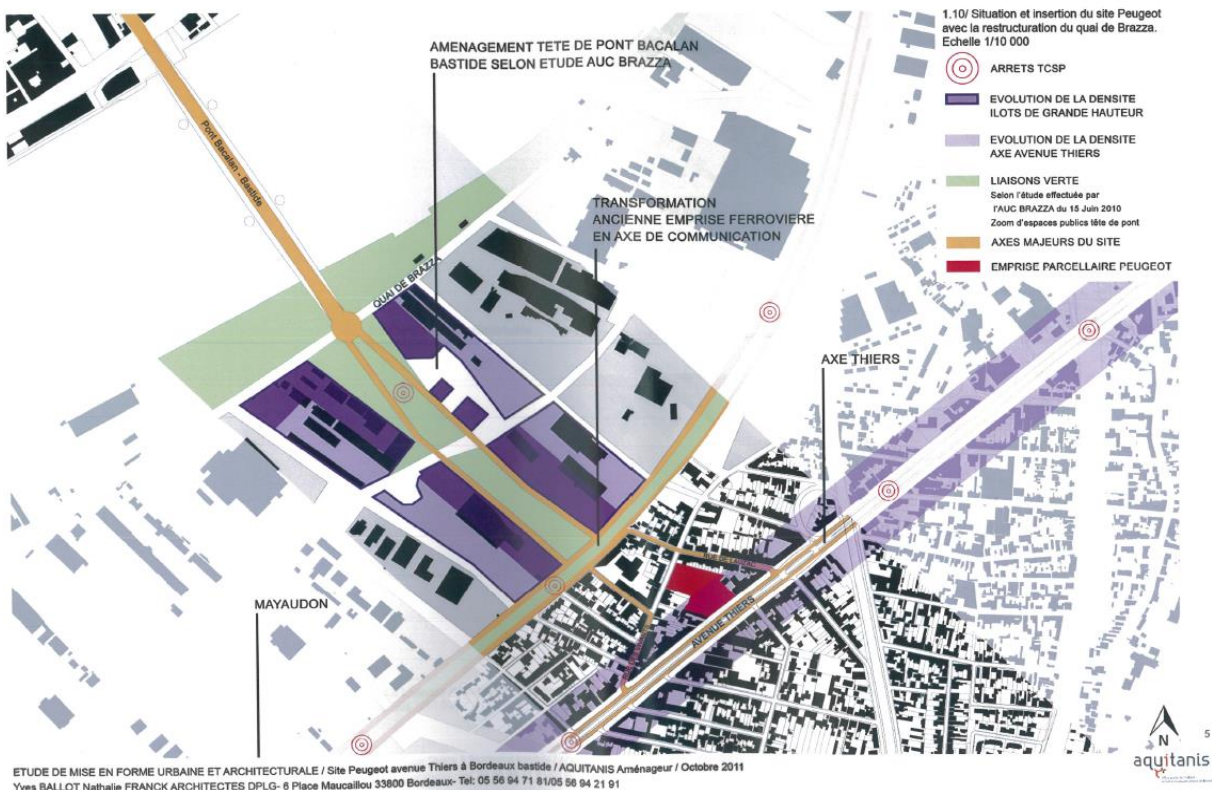 1.10/ Situation et insertion du site Peugeot
avec la restructuration du quai de Brazza.
Echelle 1/10 000
ARRETS TCSP
EVOLUTION DE LA DENSITE
ILOTS DE GRANDE HAUTEUR
EVOLUTION DE LA DENSITE
AXE AVENUE THIERS
LIAISONS VERTE
Selon l'étude effectuée par
l'AUC BRAZZA du 15 Juin 2010
Zoom d'espaces publics tête de pont
AXES MAJEURS DU SITE
EMPRISE PARCELLAIRE PEUGEOT
AMENAGEMENT TETE DE PONT BACALAN
BASTIDE SELON ETUDE AUC BRAZZA
Pont Bacalan - Bastide
TRANSFORMATION
ANCIENNE EMPRISE FERROVIERE
EN AXE DE COMMUNICATION
QUAI DE BRAZZA
AXE THIERS
AVENUE THIERS
MAYAUDON
N
5
aquitanis
ETUDE DE MISE EN FORME URBAINE ET ARCHITECTURALE / Site Peugeot avenue Thiers à Bordeaux bastide / AQUITANIS Aménageur / Octobre 2011
Yves BALLOT Nathalie FRANCK ARCHITECTES DPLG- 6 Place Maucaillou 33800 Bordeaux- Tel: 05 56 94 71 81/05 56 94 21 91